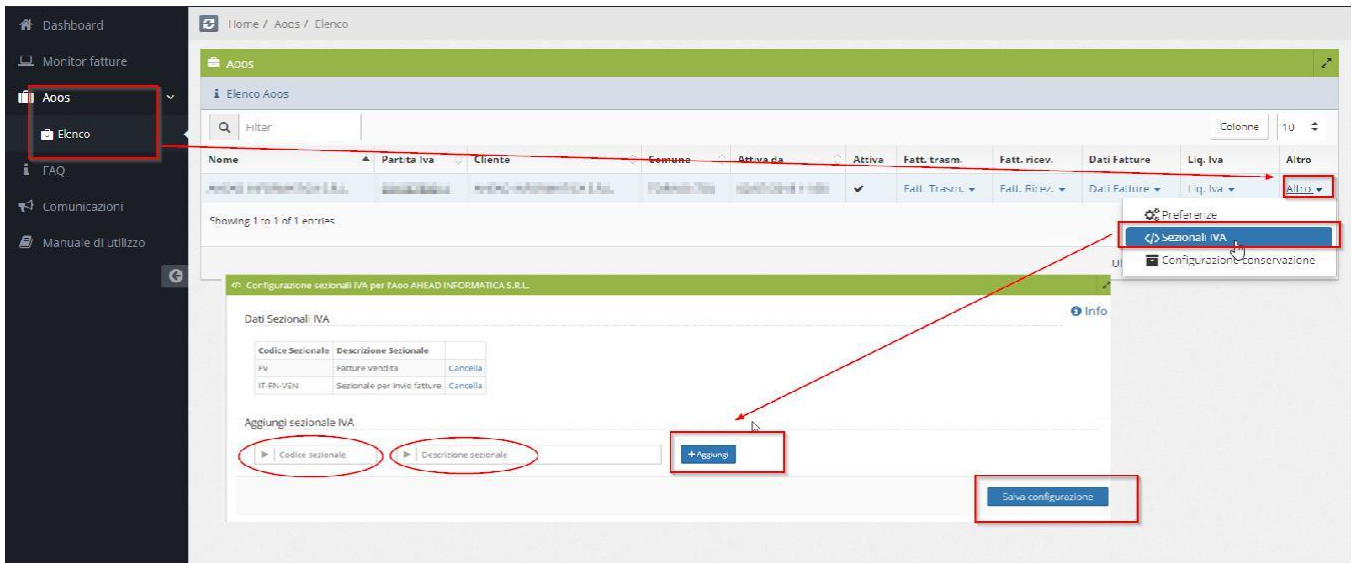 Dashboard
Monitor fatture
Aoos
Elenco
FAQ
Comunicazioni
Manuale di utilizzo
Home / Aoos / Elenco
Aoos
Elenco Aoos
Filter
Colonne 10
Nome Partita Iva Cliente Comune Attiva da Attiva Fatt. trasm. Fatt. ricev. Dati Fatture Liq. Iva Altro
Fatt. Trasm. Fatt. Ricev. Dati Fatture Liq. Iva Altro
Showing 1 to 1 of 1 entries
Preferenze
Sezionali IVA
Configurazione conservazione
Configurazione sezionali IVA per l'Aoo AHEAD INFORMATICA S.R.L.
Info
Dati Sezionali IVA
Codice Sezionale Descrizione Sezionale
FV Fatture vendita Cancella
IT-FN-VEN Sezionale per invio fatture Cancella
Aggiungi sezionale IVA
Codice sezionale Descrizione sezionale + Aggiungi
Salva configurazione